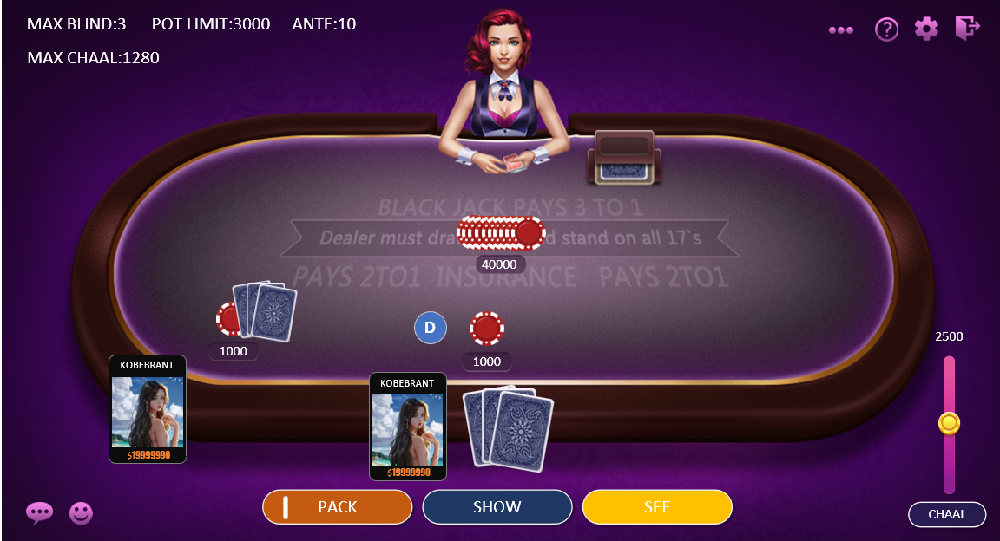 MAX BLIND:3 POT LIMIT:3000 ANTE:10
MAX CHAAL:1280
?
BLACK JACK PAYS 3 TO 1
Dealer must dra d stand on all 17`s
40000
PAYS 2TO1 INSURANCE PAYS 2TO1
D
2500
1000
1000
KOBEBRANT
$19999990
KOBEBRANT
$19999990
PACK
SHOW
SEE
CHAAL